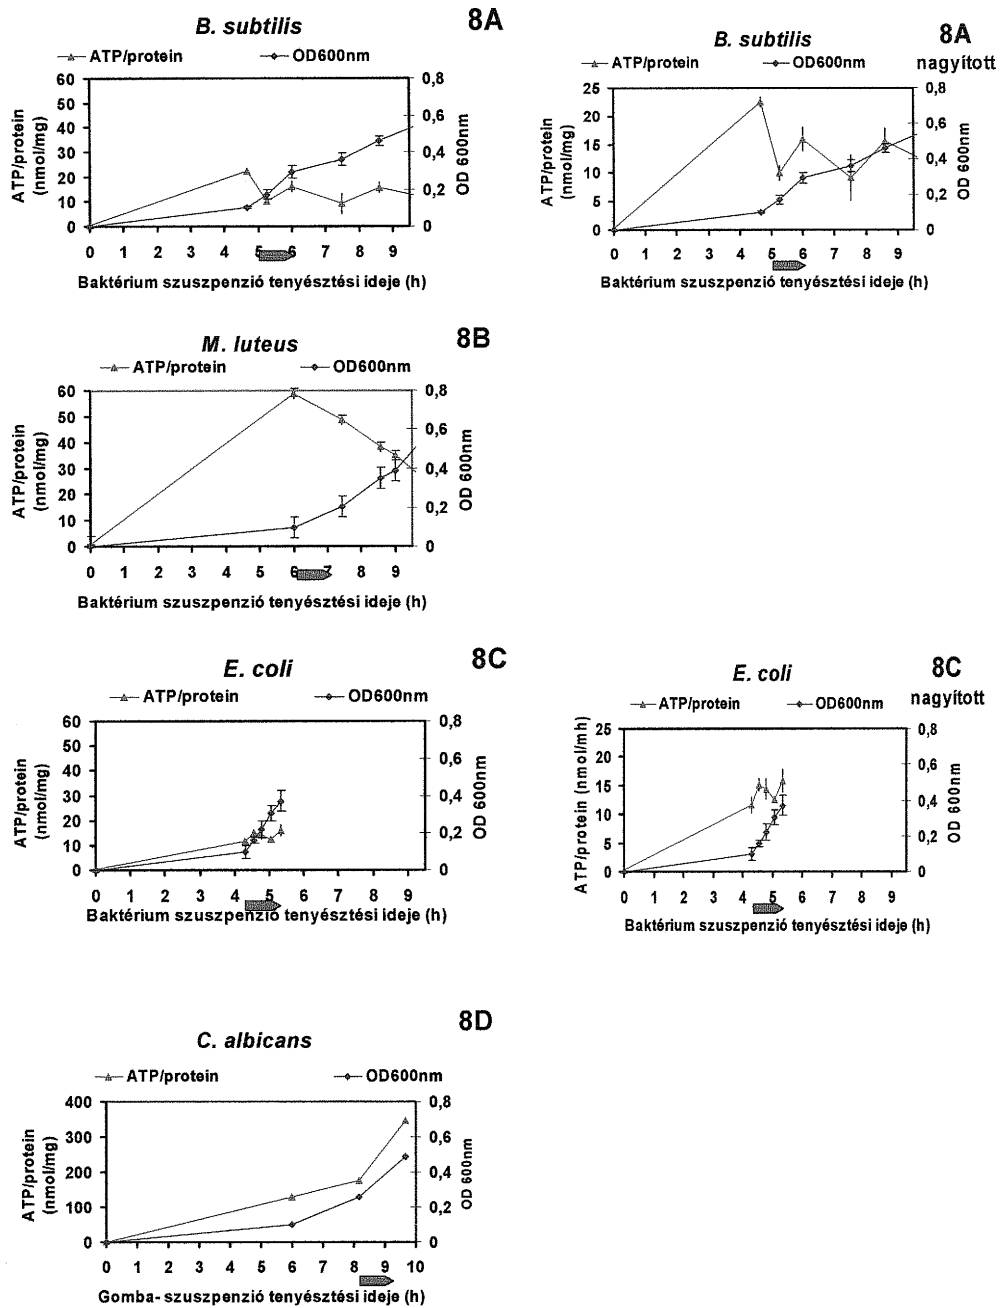 B. subtilis
8A
ATP/protein OD600nm
60
50
40
30
20
10
0
ATP/protein
(nmol/mg)
0,8
0,6
0,4
0,2
0
OD 600nm
0 1 2 3 4 5 6 7 8 9
Baktérium szuszpenzió tenyésztési ideje (h)
8A
nagyított
B. subtilis
ATP/protein OD600nm
25
20
15
10
5
0
ATP/protein
(nmol/mg)
0,8
0,6
0,4
0,2
0
OD 600nm
0 1 2 3 4 5 6 7 8 9
Baktérium szuszpenzió tenyésztési ideje (h)
M. luteus
8B
ATP/protein OD600nm
60
50
40
30
20
10
0
ATP/protein
(nmol/mg)
0,8
0,6
0,4
0,2
0
OD 600nm
0 1 2 3 4 5 6 7 8 9
Baktérium szuszpenzió tenyésztési ideje (h)
E. coli
8C
ATP/protein OD600nm
60
50
40
30
20
10
0
ATP/protein
(nmol/mg)
0,8
0,6
0,4
0,2
0
OD 600nm
0 1 2 3 4 5 6 7 8 9
Baktérium szuszpenzió tenyésztési ideje (h)
E. coli
8C
nagyított
ATP/protein OD600nm
25
20
15
10
5
0
ATP/protein (nmol/mh)
0,8
0,6
0,4
0,2
0
OD 600nm
0 1 2 3 4 5 6 7 8 9
Baktérium szuszpenzió tenyésztési ideje (h)
8D
C. albicans
ATP/protein OD600nm
400
300
200
100
0
ATP/protein
(nmol/mg)
0,8
0,6
0,4
0,2
0
OD 600nm
0 1 2 3 4 5 6 7 8 9 10
Gomba- szuszpenzió tenyésztési ideje (h)